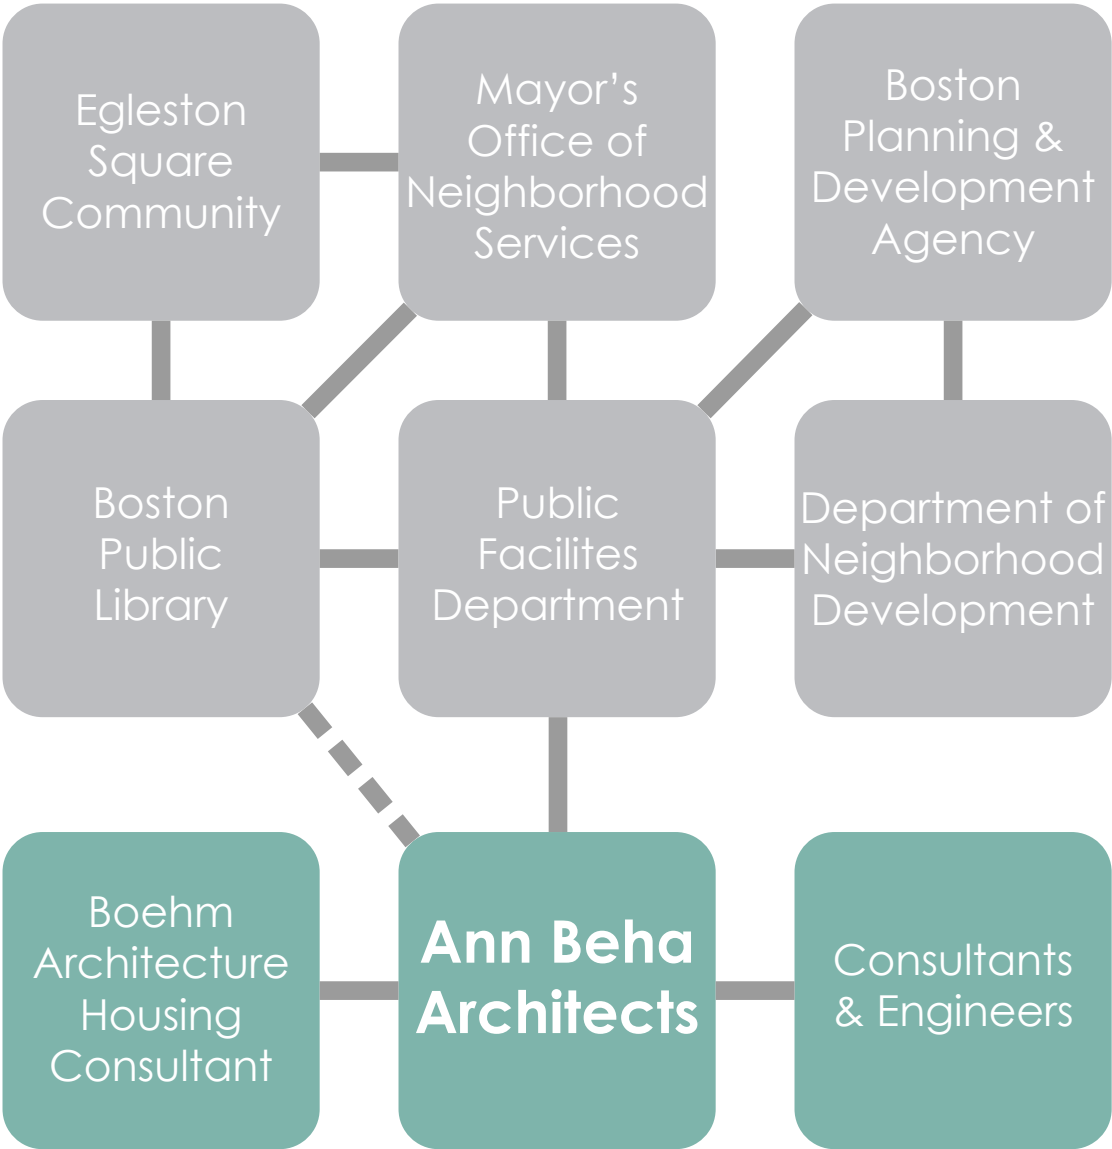 Egleston
Square
Community
Mayor's
Office of
Neighborhood
Services
Boston
Planning &
Development
Agency
Boston
Public
Library
Public
Facilites
Department
Department of
Neighborhood
Development
Boehm
Architecture
Housing
Consultant
Ann Beha
Architects
Consultants
& Engineers